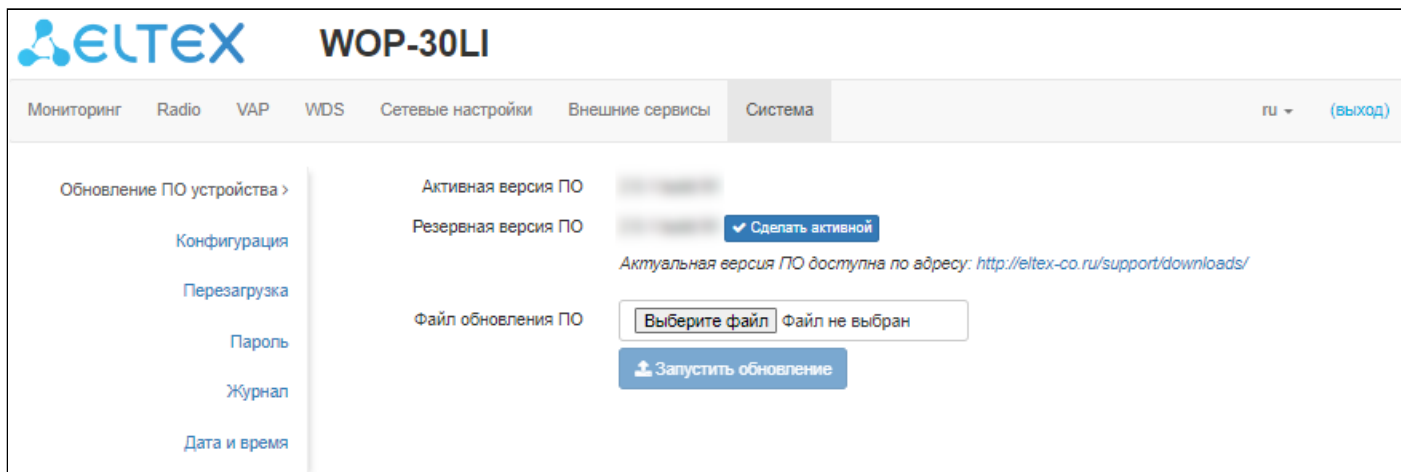 ELTEX WOP-30LI
Мониторинг Radio VAP WDS Сетевые настройки Внешние сервисы Система ru (выход)
Обновление ПО устройства >
Конфигурация
Перезагрузка
Пароль
Журнал
Дата и время
Активная версия ПО
Резервная версия ПО Сделать активной
Актуальная версия ПО доступна по адресу: http://eltex-co.ru/support/downloads/
Файл обновления ПО Выберите файл Файл не выбран
Запустить обновление